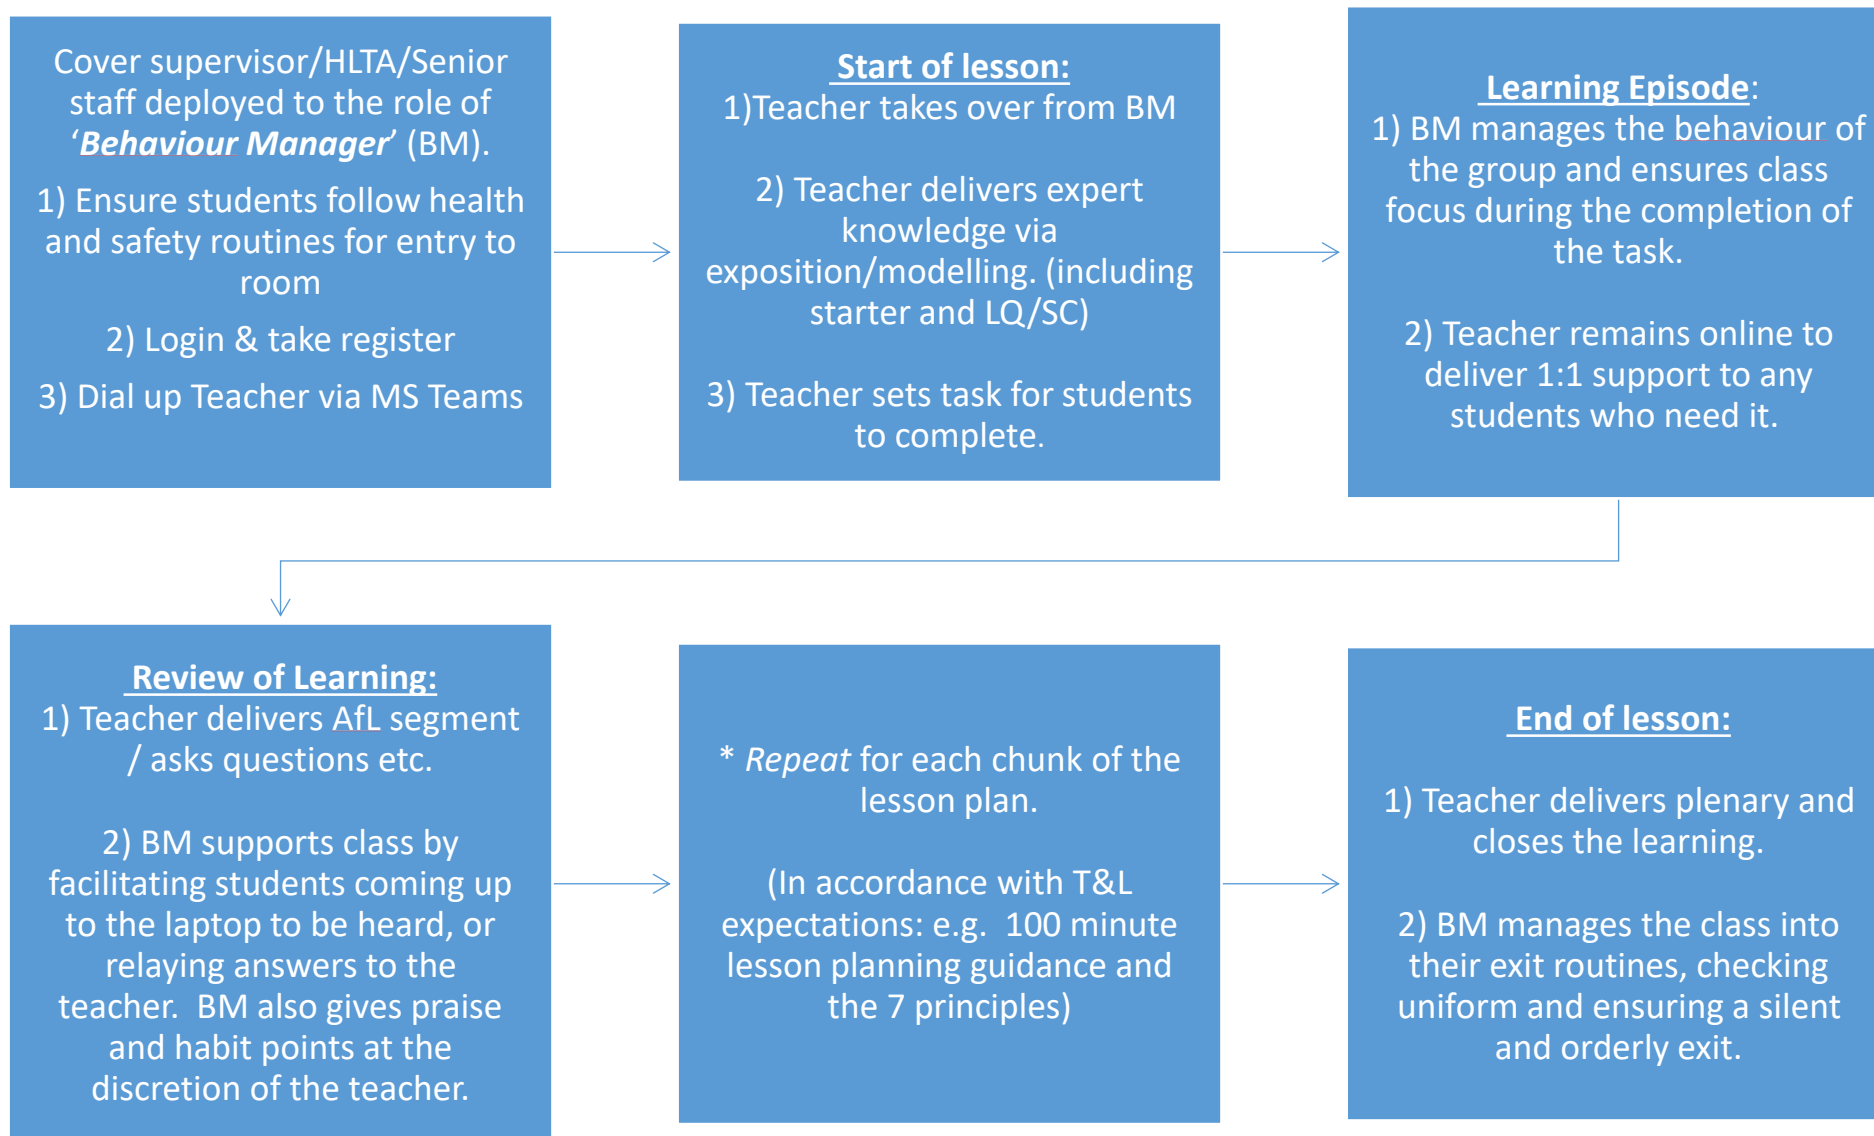 Cover supervisor/HLTA/Senior
staff deployed to the role of
‘Behaviour Manager’ (BM).
1) Ensure students follow health
and safety routines for entry to
room
2) Login & take register
3) Dial up Teacher via MS Teams
Start of lesson:
1)Teacher takes over from BM
2) Teacher delivers expert
knowledge via
exposition/modelling. (including
starter and LQ/SC)
3) Teacher sets task for students
to complete.
Learning Episode:
1) BM manages the behaviour of
the group and ensures class
focus during the completion of
the task.
2) Teacher remains online to
deliver 1:1 support to any
students who need it.
Review of Learning:
1) Teacher delivers AfL segment
/ asks questions etc.
2) BM supports class by
facilitating students coming up
to the laptop to be heard, or
relaying answers to the
teacher.  BM also gives praise
and habit points at the
discretion of the teacher.
* Repeat for each chunk of the
lesson plan.
(In accordance with T&L
expectations: e.g.  100 minute
lesson planning guidance and
the 7 principles)
End of lesson:
1) Teacher delivers plenary and
closes the learning.
2) BM manages the class into
their exit routines, checking
uniform and ensuring a silent
and orderly exit.